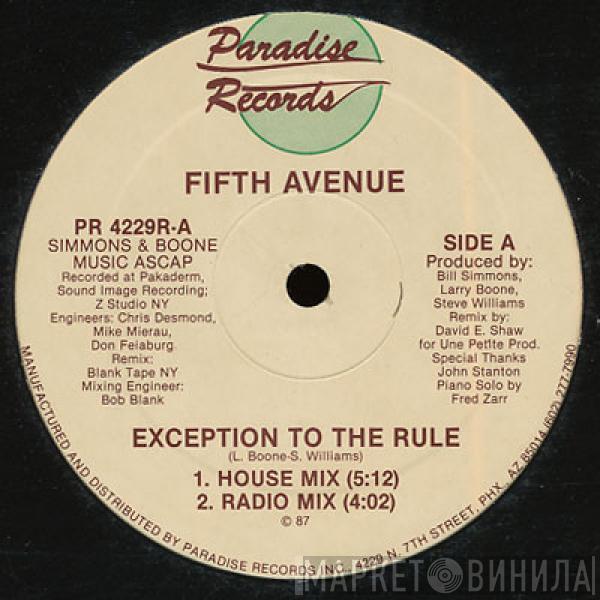 Paradise
Records
FIFTH AVENUE
PR 4229R-A
SIMMONS & BOONE
MUSIC ASCAP
Recorded at Pakaderm,
Sound Image Recording;
Z Studio NY
Engineers: Chris Desmond,
Mike Mierau,
Don Feiaburg.
Remix:
Blank Tape NY
Mixing Engineer:
Bob Blank
SIDE A
Produced by:
Bill Simmons,
Larry Boone,
Steve Williams
Remix by:
David E. Shaw
for Une Petite Prod.
Special Thanks
John Stanton
Piano Solo by
Fred Zarr
EXCEPTION TO THE RULE
(L. Boone-S. Williams)
1. HOUSE MIX (5:12)
2. RADIO MIX (4:02)
© 87
MANUFACTURED AND DISTRIBUTED BY PARADISE RECORDS INC., 4229 N. 7TH STREET, PHX., AZ 85014 (602) 277-7990
МАРКЕТ ВИНИЛА